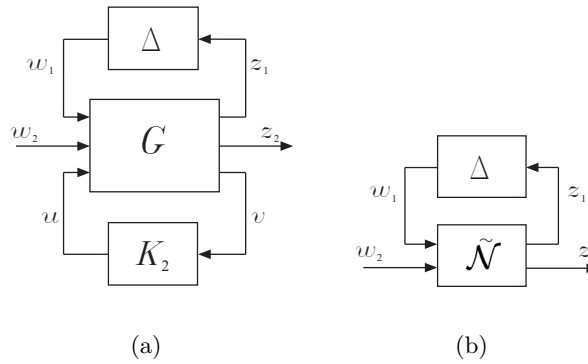 Δ
w₁ z₁
w₂ G z₂
u v
K₂
(a)
Δ
w₁ z₁
w₂ Ñ z
(b)